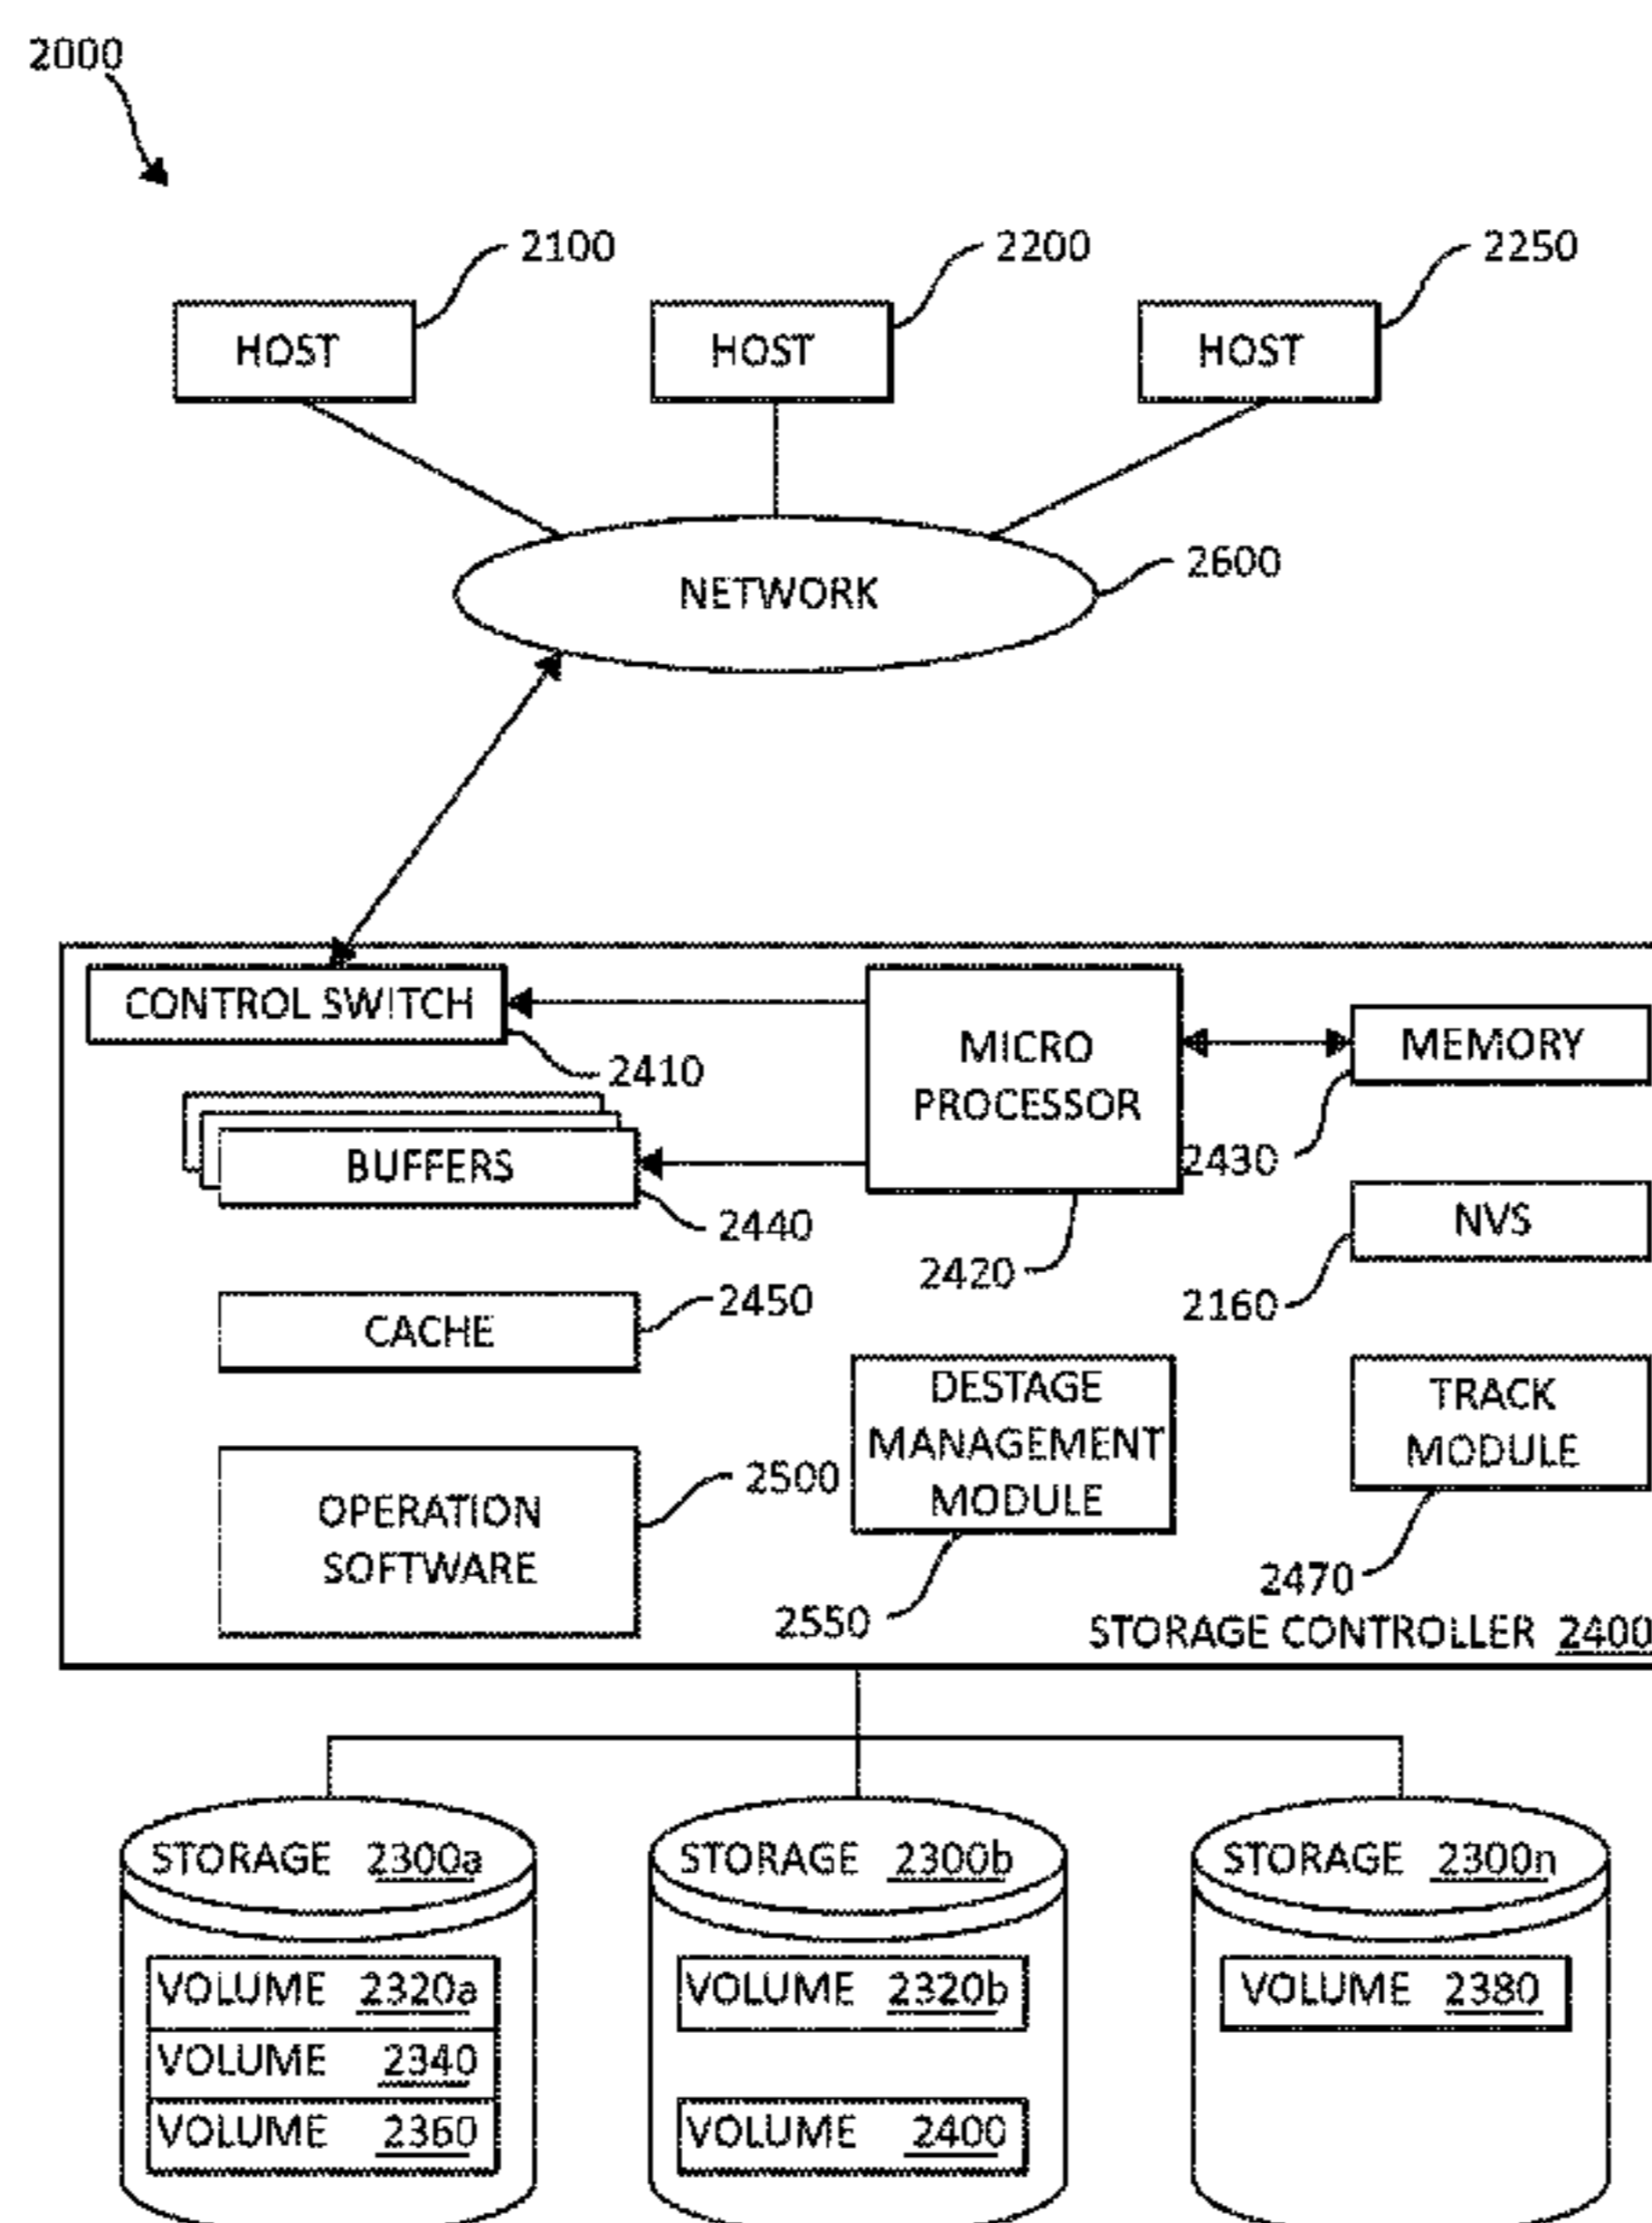 2000
2100
2200
2250
HOST
HOST
HOST
2600
NETWORK
CONTROL SWITCH
2410
MICRO
PROCESSOR
MEMORY
2430
BUFFERS
2440
2420
NVS
2160
CACHE
2450
DESTAGE
MANAGEMENT
MODULE
TRACK
MODULE
2500
OPERATION
SOFTWARE
2550
2470
STORAGE CONTROLLER 2400
STORAGE 2300a
STORAGE 2300b
STORAGE 2300n
VOLUME 2320a
VOLUME 2340
VOLUME 2360
VOLUME 2320b
VOLUME 2400
VOLUME 2380